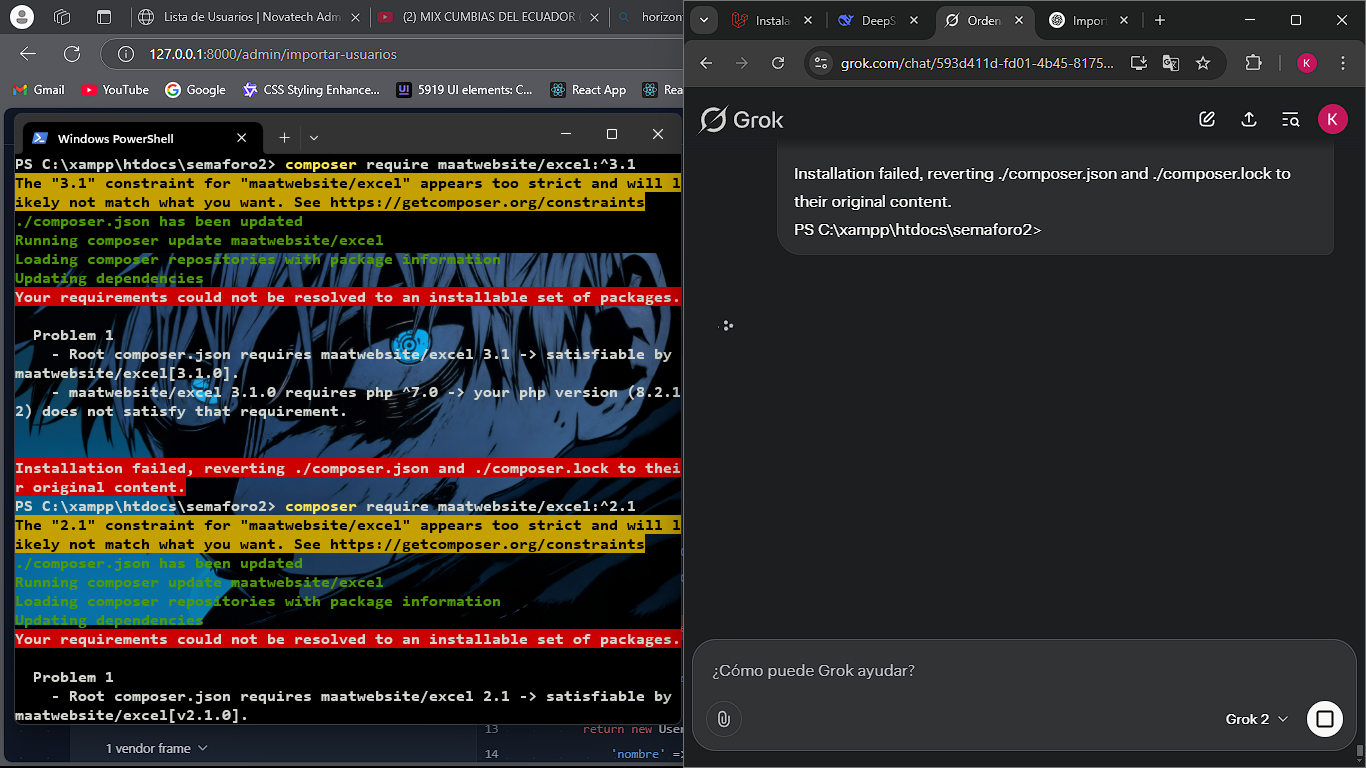 Lista de Usuarios | Novatech Adm
(2) MIX CUMBIAS DEL ECUADOR
horizon
127.0.0.1:8000/admin/importar-usuarios
Gmail
YouTube
Google
CSS Styling Enhance...
5919 UI elements: C...
React App
Rea
Windows PowerShell
PS C:\xampp\htdocs\semaforo2> composer require maatwebsite/excel:^3.1
The "3.1" constraint for "maatwebsite/excel" appears too strict and will l
ikely not match what you want. See https://getcomposer.org/constraints
./composer.json has been updated
Running composer update maatwebsite/excel
Loading composer repositories with package information
Updating dependencies
Your requirements could not be resolved to an installable set of packages.
Problem 1
- Root composer.json requires maatwebsite/excel 3.1 -> satisfiable by
maatwebsite/excel[3.1.0].
- maatwebsite/excel 3.1.0 requires php ^7.0 -> your php version (8.2.1
2) does not satisfy that requirement.
Installation failed, reverting ./composer.json and ./composer.lock to thei
r original content.
PS C:\xampp\htdocs\semaforo2> composer require maatwebsite/excel:^2.1
The "2.1" constraint for "maatwebsite/excel" appears too strict and will l
ikely not match what you want. See https://getcomposer.org/constraints
./composer.json has been updated
Running composer update maatwebsite/excel
Loading composer repositories with package information
Updating dependencies
Your requirements could not be resolved to an installable set of packages.
Problem 1
- Root composer.json requires maatwebsite/excel 2.1 -> satisfiable by
maatwebsite/excel[v2.1.0].
1 vendor frame
13 return new User
14 'nombre' =
Instala
DeepS
Orden
Import
grok.com/chat/593d411d-fd01-4b45-8175...
K
Grok
K
Installation failed, reverting ./composer.json and ./composer.lock to
their original content.
PS C:\xampp\htdocs\semaforo2>
¿Cómo puede Grok ayudar?
Grok 2